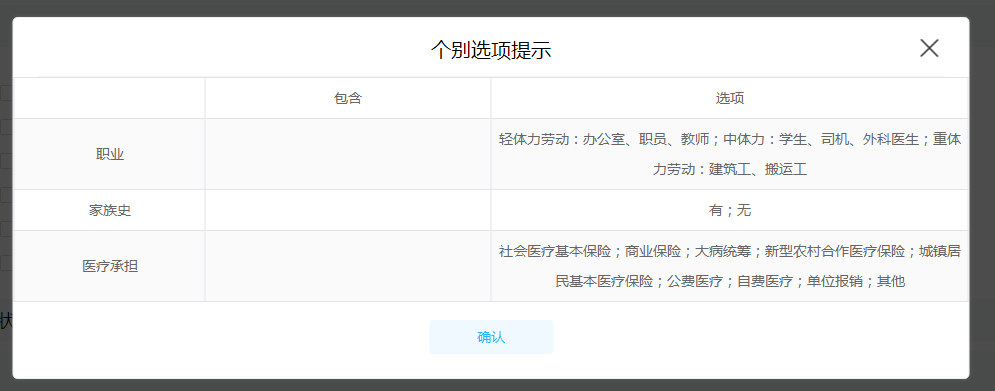 个别选项提示
包含
选项
职业
轻体力劳动：办公室、职员、教师；中体力：学生、司机、外科医生；重体
力劳动：建筑工、搬运工
家族史
有；无
医疗承担
社会医疗基本保险；商业保险；大病统筹；新型农村合作医疗保险；城镇居
民基本医疗保险；公费医疗；自费医疗；单位报销；其他
状
确认